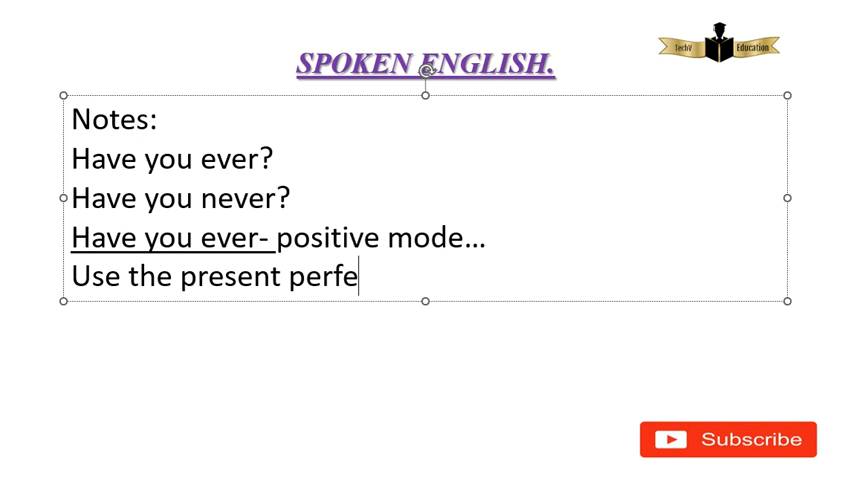 SPOKEN ENGLISH.
TechV Education
Notes:
Have you ever?
Have you never?
Have you ever- positive mode...
Use the present perfe
Subscribe